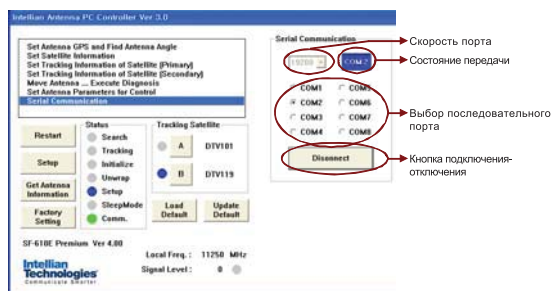 Intellian Antenna PC Controller Ver 3.0
Set Antenna GPS and Find Antenna Angle
Set Satellite Information
Set Tracking Information of Satellite (Primary)
Set Tracking Information of Satellite (Secondary)
Move Antenna ... Execute Diagnosis
Set Antenna Parameters for Control
Serial Communication
Serial Communication
19200
COM 2
COM1
COM5
COM2
COM6
COM3
COM7
COM4
COM8
Disonnect
Скорость порта
Состояние передачи
Выбор последовательного
порта
Кнопка подключения-
отключения
Restart
Setup
Get Antenna
Information
Factory
Setting
Status
Search
Tracking
Initialize
Unwrap
Setup
SleepMode
Comm.
Tracking Satellite
A
DTV101
B
DTV119
Load
Default
Update
Default
SF-610E Premium Ver 4.00
Local Freq. : 11250 MHz
Signal Level : 0
Intellian
Technologies
Communicate Smarter